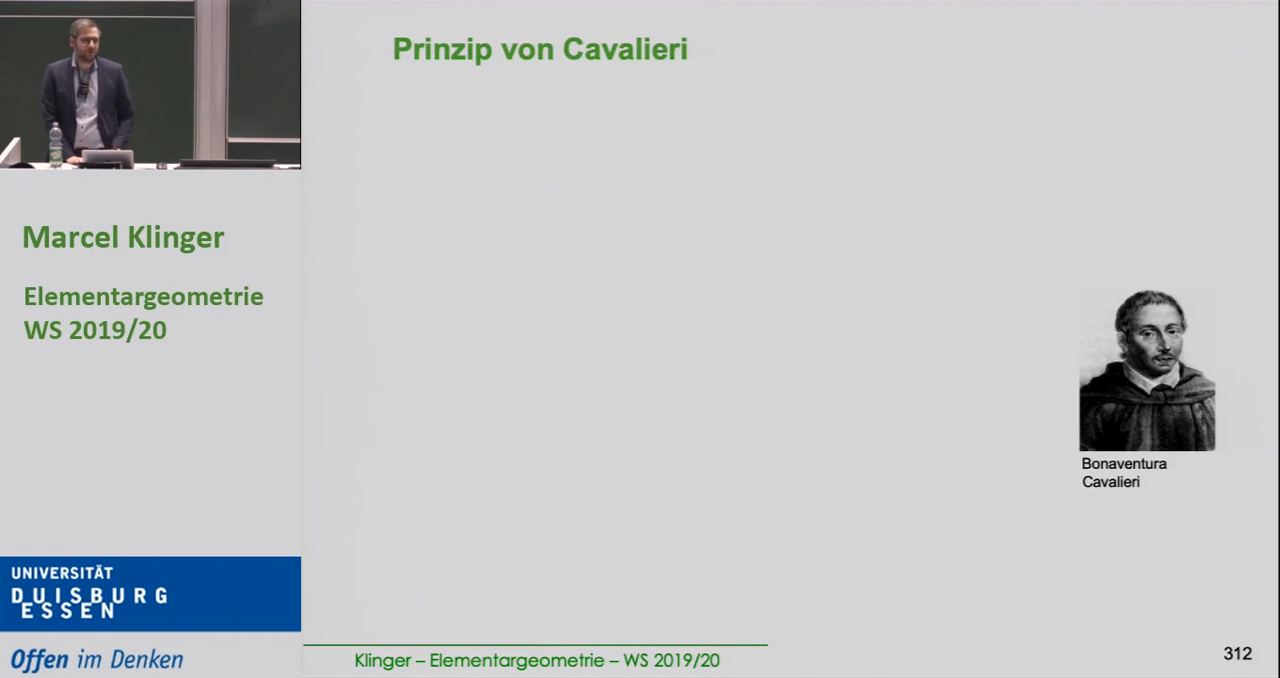 Prinzip von Cavalieri
Marcel Klinger
Elementargeometrie
WS 2019/20
Bonaventura
Cavalieri
UNIVERSITÄT
DUISBURG
ESSEN
Offen im Denken
Klinger – Elementargeometrie – WS 2019/20
312